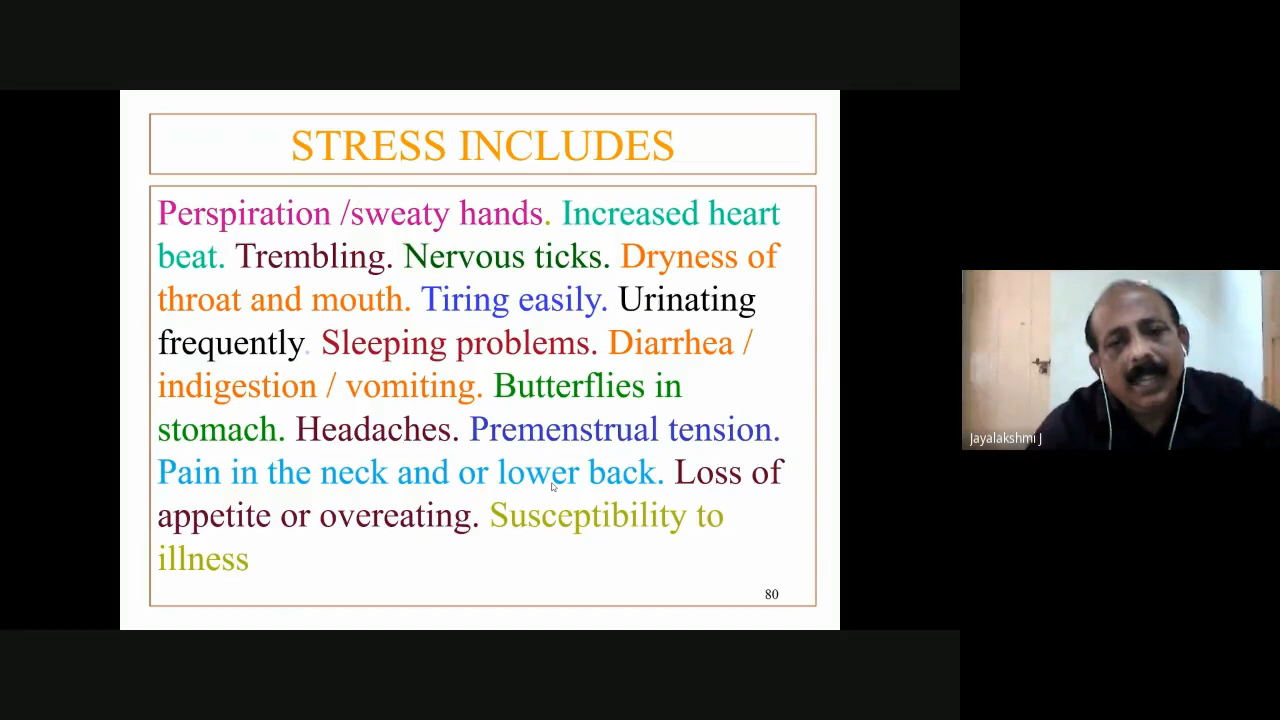 STRESS INCLUDES
Perspiration /sweaty hands. Increased heart
beat. Trembling. Nervous ticks. Dryness of
throat and mouth. Tiring easily. Urinating
frequently. Sleeping problems. Diarrhea /
indigestion / vomiting. Butterflies in
stomach. Headaches. Premenstrual tension.
Pain in the neck and or lower back. Loss of
appetite or overeating. Susceptibility to
illness
80
Jayalakshmi J